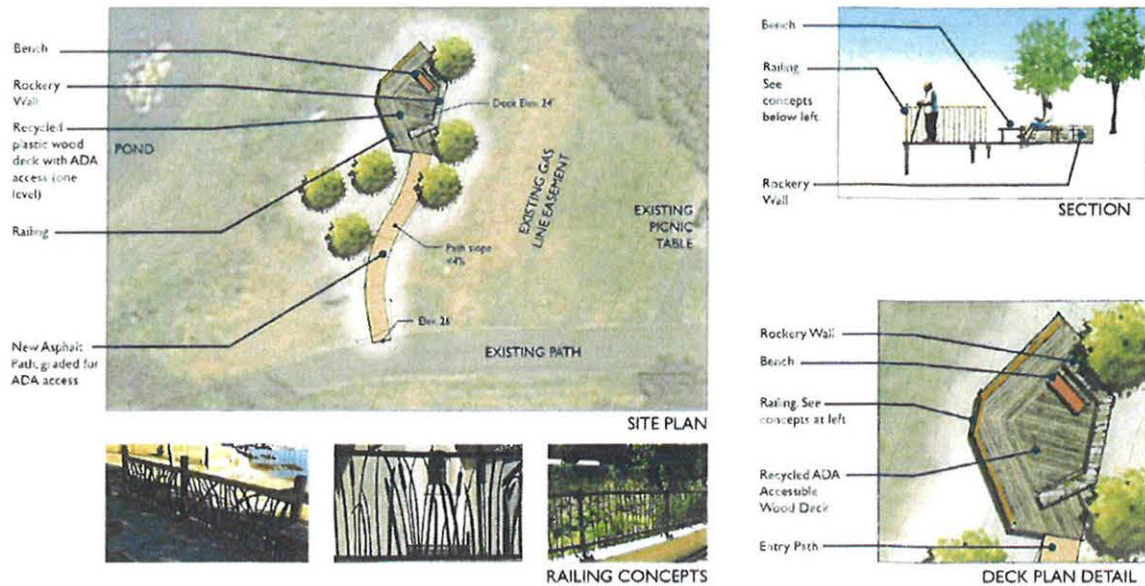 Bench
Rockery
Wall
Recycled
plastic wood
deck with ADA
access (one
level)
Railing
New Asphalt
Path, graded for
ADA access
POND
Deck Elev. 24'
EXISTING GAS
LINE EASEMENT
EXISTING
PICNIC
TABLE
Path slope
<4%
Elev. 26'
EXISTING PATH
SITE PLAN
RAILING CONCEPTS
Bench
Railing. See
concepts
below left.
Rockery
Wall
SECTION
Rockery Wall
Bench
Railing. See
concepts at left
Recycled ADA
Accessible
Wood Deck
Entry Path
DECK PLAN DETAIL